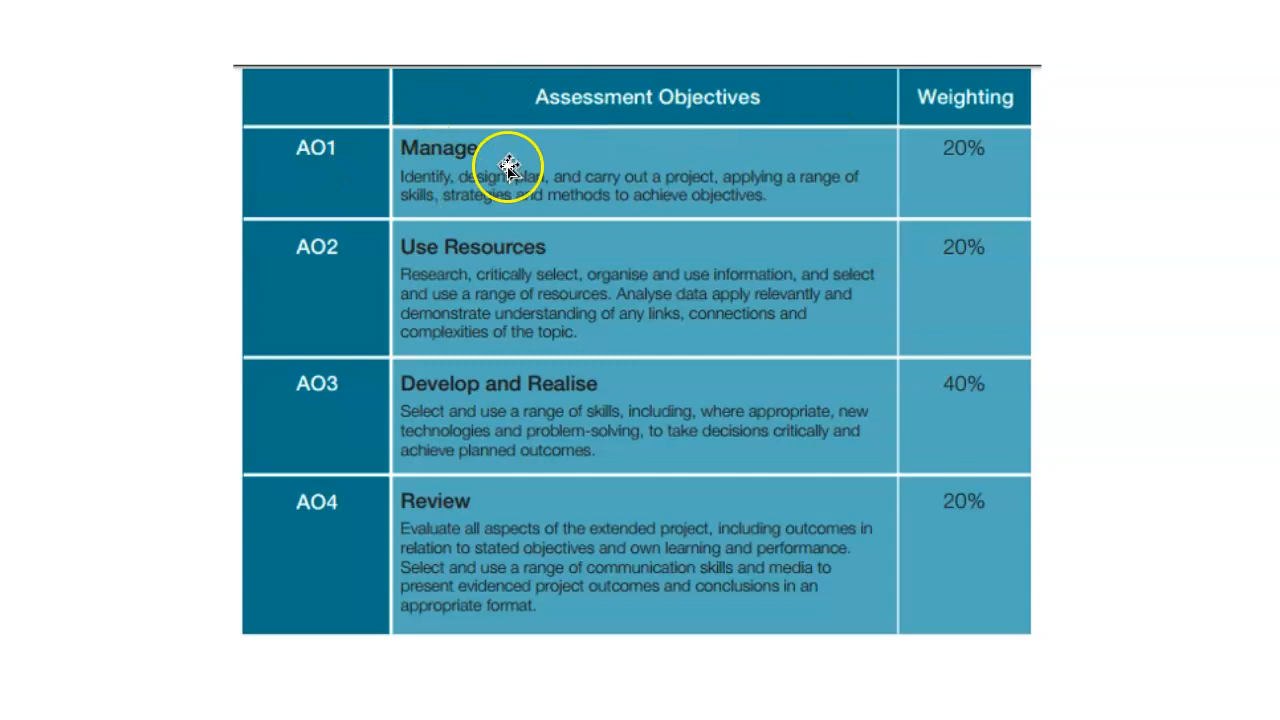 Assessment Objectives
Weighting
AO1
Manage
20%
Identify, design, plan, and carry out a project, applying a range of
skills, strategies and methods to achieve objectives.
AO2
Use Resources
20%
Research, critically select, organise and use information, and select
and use a range of resources. Analyse data apply relevantly and
demonstrate understanding of any links, connections and
complexities of the topic.
AO3
Develop and Realise
40%
Select and use a range of skills, including, where appropriate, new
technologies and problem-solving, to take decisions critically and
achieve planned outcomes.
AO4
Review
20%
Evaluate all aspects of the extended project, including outcomes in
relation to stated objectives and own learning and performance.
Select and use a range of communication skills and media to
present evidenced project outcomes and conclusions in an
appropriate format.